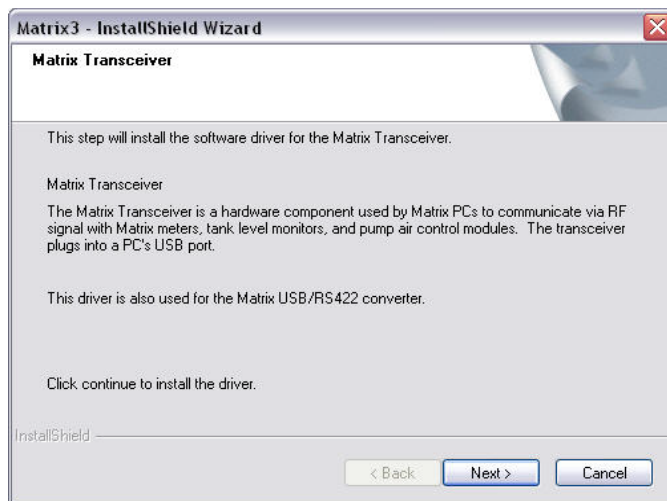 Matrix3 - InstallShield Wizard
Matrix Transceiver
This step will install the software driver for the Matrix Transceiver.
Matrix Transceiver
The Matrix Transceiver is a hardware component used by Matrix PCs to communicate via RF
signal with Matrix meters, tank level monitors, and pump air control modules. The transceiver
plugs into a PC's USB port.
This driver is also used for the Matrix USB/RS422 converter.
Click continue to install the driver.
InstallShield
< Back
Next >
Cancel